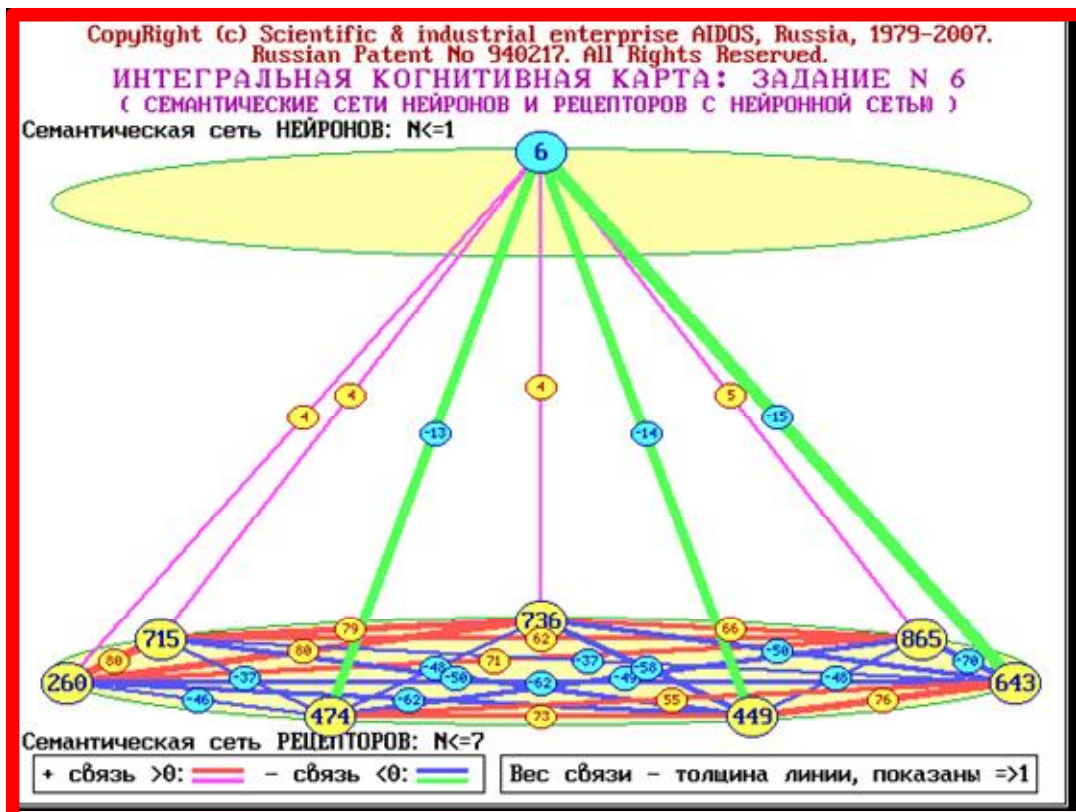 CopyRight (c) Scientific & industrial enterprise AIDOS, Russia, 1979-2007.
Russian Patent No 940217. All Rights Reserved.
ИНТЕГРАЛЬНАЯ КОГНИТИВНАЯ КАРТА: ЗАДАНИЕ N 6
( СЕМАНТИЧЕСКИЕ СЕТИ НЕЙРОНОВ И РЕЦЕПТОРОВ С НЕЙРОННОЙ СЕТЬЮ )
Семантическая сеть НЕЙРОНОВ: N<=1
6
4 4 4 5
-13 -14 -15
715 79 736 66 865
80 80 62 71 -37 -58 -50 -70
260 -37 -48 -50 -62 -49 -48 643
-46 -62 55 76
474 73 449
Семантическая сеть РЕЦЕПТОРОВ: N<=7
+ связь >0: - связь <0: Вес связи - толщина линии, показаны =>1